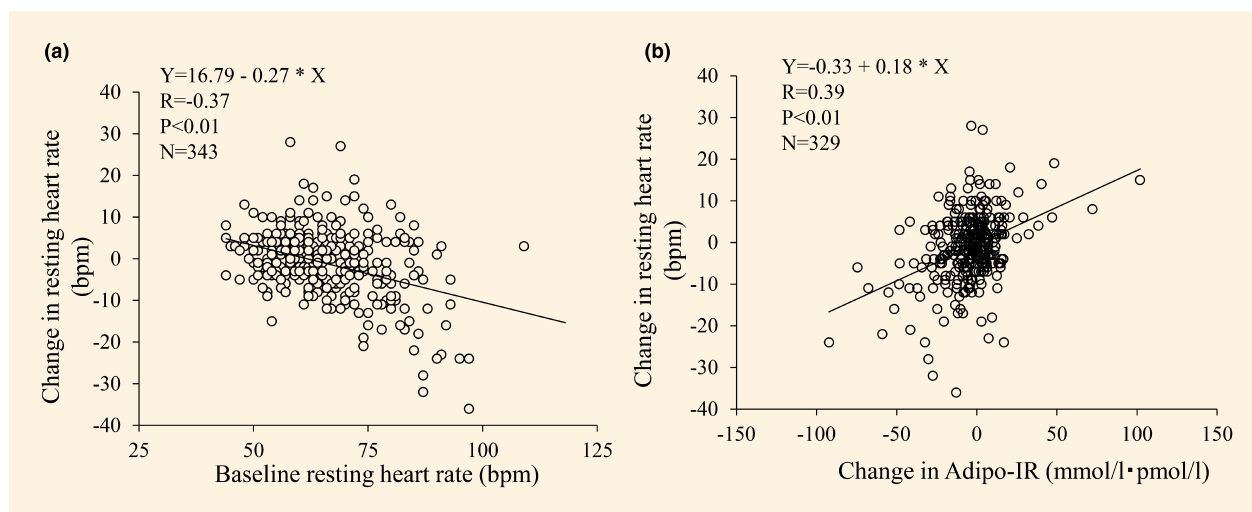 (a)
Y=16.79 - 0.27 * X
R=-0.37
P<0.01
N=343
Change in resting heart rate
(bpm)
40
30
20
10
0
-10
-20
-30
-40
25
50
75
100
125
Baseline resting heart rate (bpm)
(b)
Y=-0.33 + 0.18 * X
R=0.39
P<0.01
N=329
Change in resting heart rate
(bpm)
40
30
20
10
0
-10
-20
-30
-40
-150
-100
-50
0
50
100
150
Change in Adipo-IR (mmol/l・pmol/l)